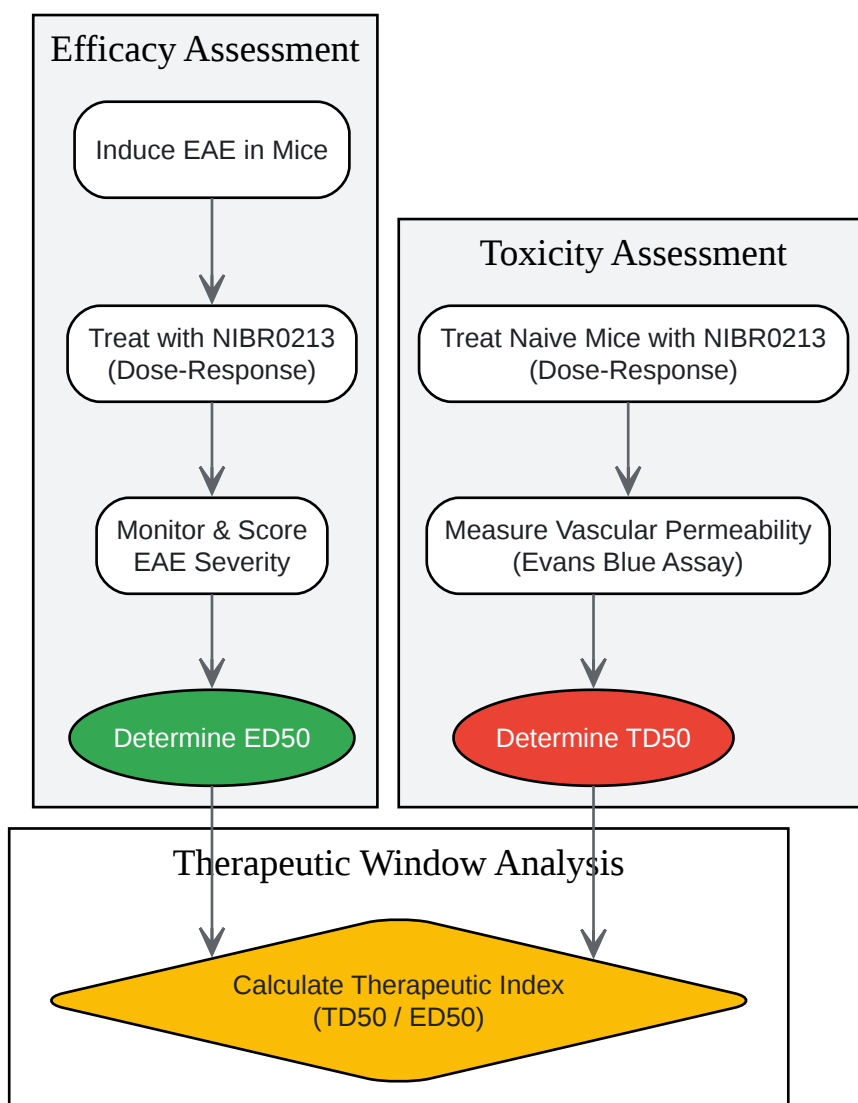 Efficacy Assessment
Induce EAE in Mice
Treat with NIBR0213
(Dose-Response)
Monitor & Score
EAE Severity
Determine ED50
Toxicity Assessment
Treat Naive Mice with NIBR0213
(Dose-Response)
Measure Vascular Permeability
(Evans Blue Assay)
Determine TD50
Therapeutic Window Analysis
Calculate Therapeutic Index
(TD50 / ED50)